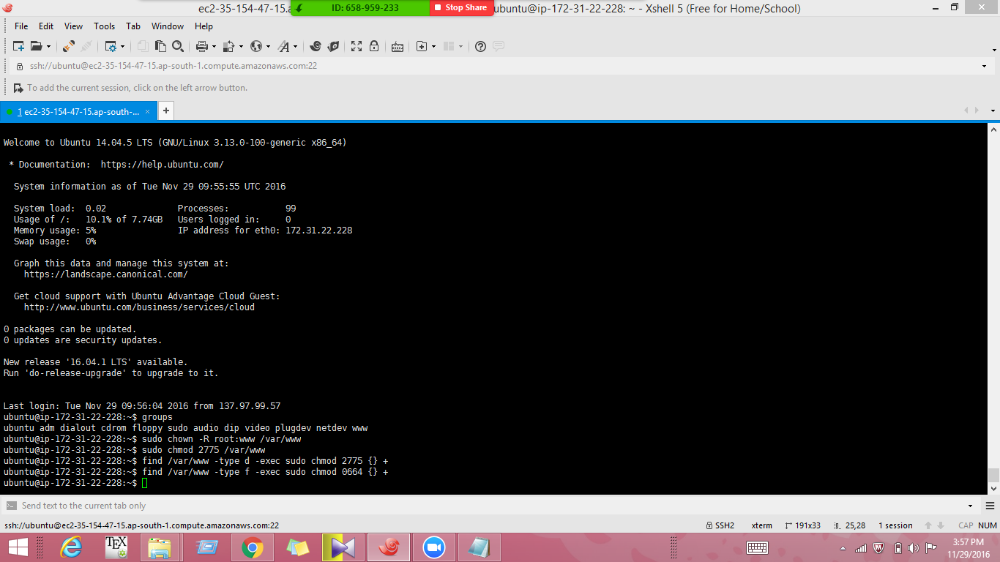 ec2-35-154-47-15.a
ID: 658-959-233
Stop Share
ubuntu@ip-172-31-22-228: ~ - Xshell 5 (Free for Home/School)
File Edit View Tools Tab Window Help
ssh://ubuntu@ec2-35-154-47-15.ap-south-1.compute.amazonaws.com:22
To add the current session, click on the left arrow button.
1 ec2-35-154-47-15.ap-south-...
Welcome to Ubuntu 14.04.5 LTS (GNU/Linux 3.13.0-100-generic x86_64)
* Documentation: https://help.ubuntu.com/
System information as of Tue Nov 29 09:55:55 UTC 2016
System load: 0.02 Processes: 99
Usage of /: 10.1% of 7.74GB Users logged in: 0
Memory usage: 5% IP address for eth0: 172.31.22.228
Swap usage: 0%
Graph this data and manage this system at:
https://landscape.canonical.com/
Get cloud support with Ubuntu Advantage Cloud Guest:
http://www.ubuntu.com/business/services/cloud
0 packages can be updated.
0 updates are security updates.
New release '16.04.1 LTS' available.
Run 'do-release-upgrade' to upgrade to it.
Last login: Tue Nov 29 09:56:04 2016 from 137.97.99.57
ubuntu@ip-172-31-22-228:~$ groups
ubuntu adm dialout cdrom floppy sudo audio dip video plugdev netdev www
ubuntu@ip-172-31-22-228:~$ sudo chown -R root:www /var/www
ubuntu@ip-172-31-22-228:~$ sudo chmod 2775 /var/www
ubuntu@ip-172-31-22-228:~$ find /var/www -type d -exec sudo chmod 2775 {} +
ubuntu@ip-172-31-22-228:~$ find /var/www -type f -exec sudo chmod 0664 {} +
ubuntu@ip-172-31-22-228:~$
Send text to the current tab only
ssh://ubuntu@ec2-35-154-47-15.ap-south-1.compute.amazonaws.com:22 SSH2 xterm 191x33 25,28 1 session CAP NUM
TEX
3:57 PM
11/29/2016